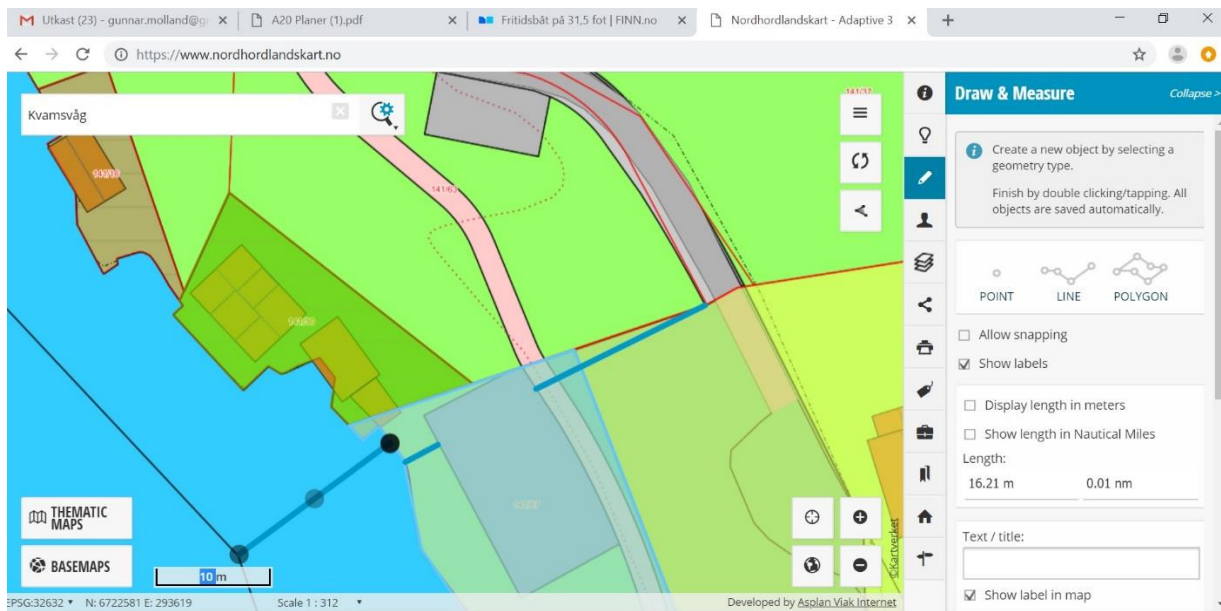 Utkast (23) - gunnar.molland@g
A20 Planer (1).pdf
Fritidsbåt på 31,5 fot | FINN.no
Nordhordlandskart - Adaptive 3
https://www.nordhordlandskart.no
Kvamsvåg
141/37
141/63
Draw & Measure
Collapse >
Create a new object by selecting a
geometry type.
Finish by double clicking/tapping. All
objects are saved automatically.
POINT
LINE
POLYGON
Allow snapping
Show labels
Display length in meters
Show length in Nautical Miles
Length:
16.21 m
0.01 nm
Text / title:
Show label in map
THEMATIC
MAPS
BASEMAPS
10 m
©Kartverket
EPSG:32632
N: 6722581 E: 293619
Scale 1 : 312
Developed by Asplan Viak Internet